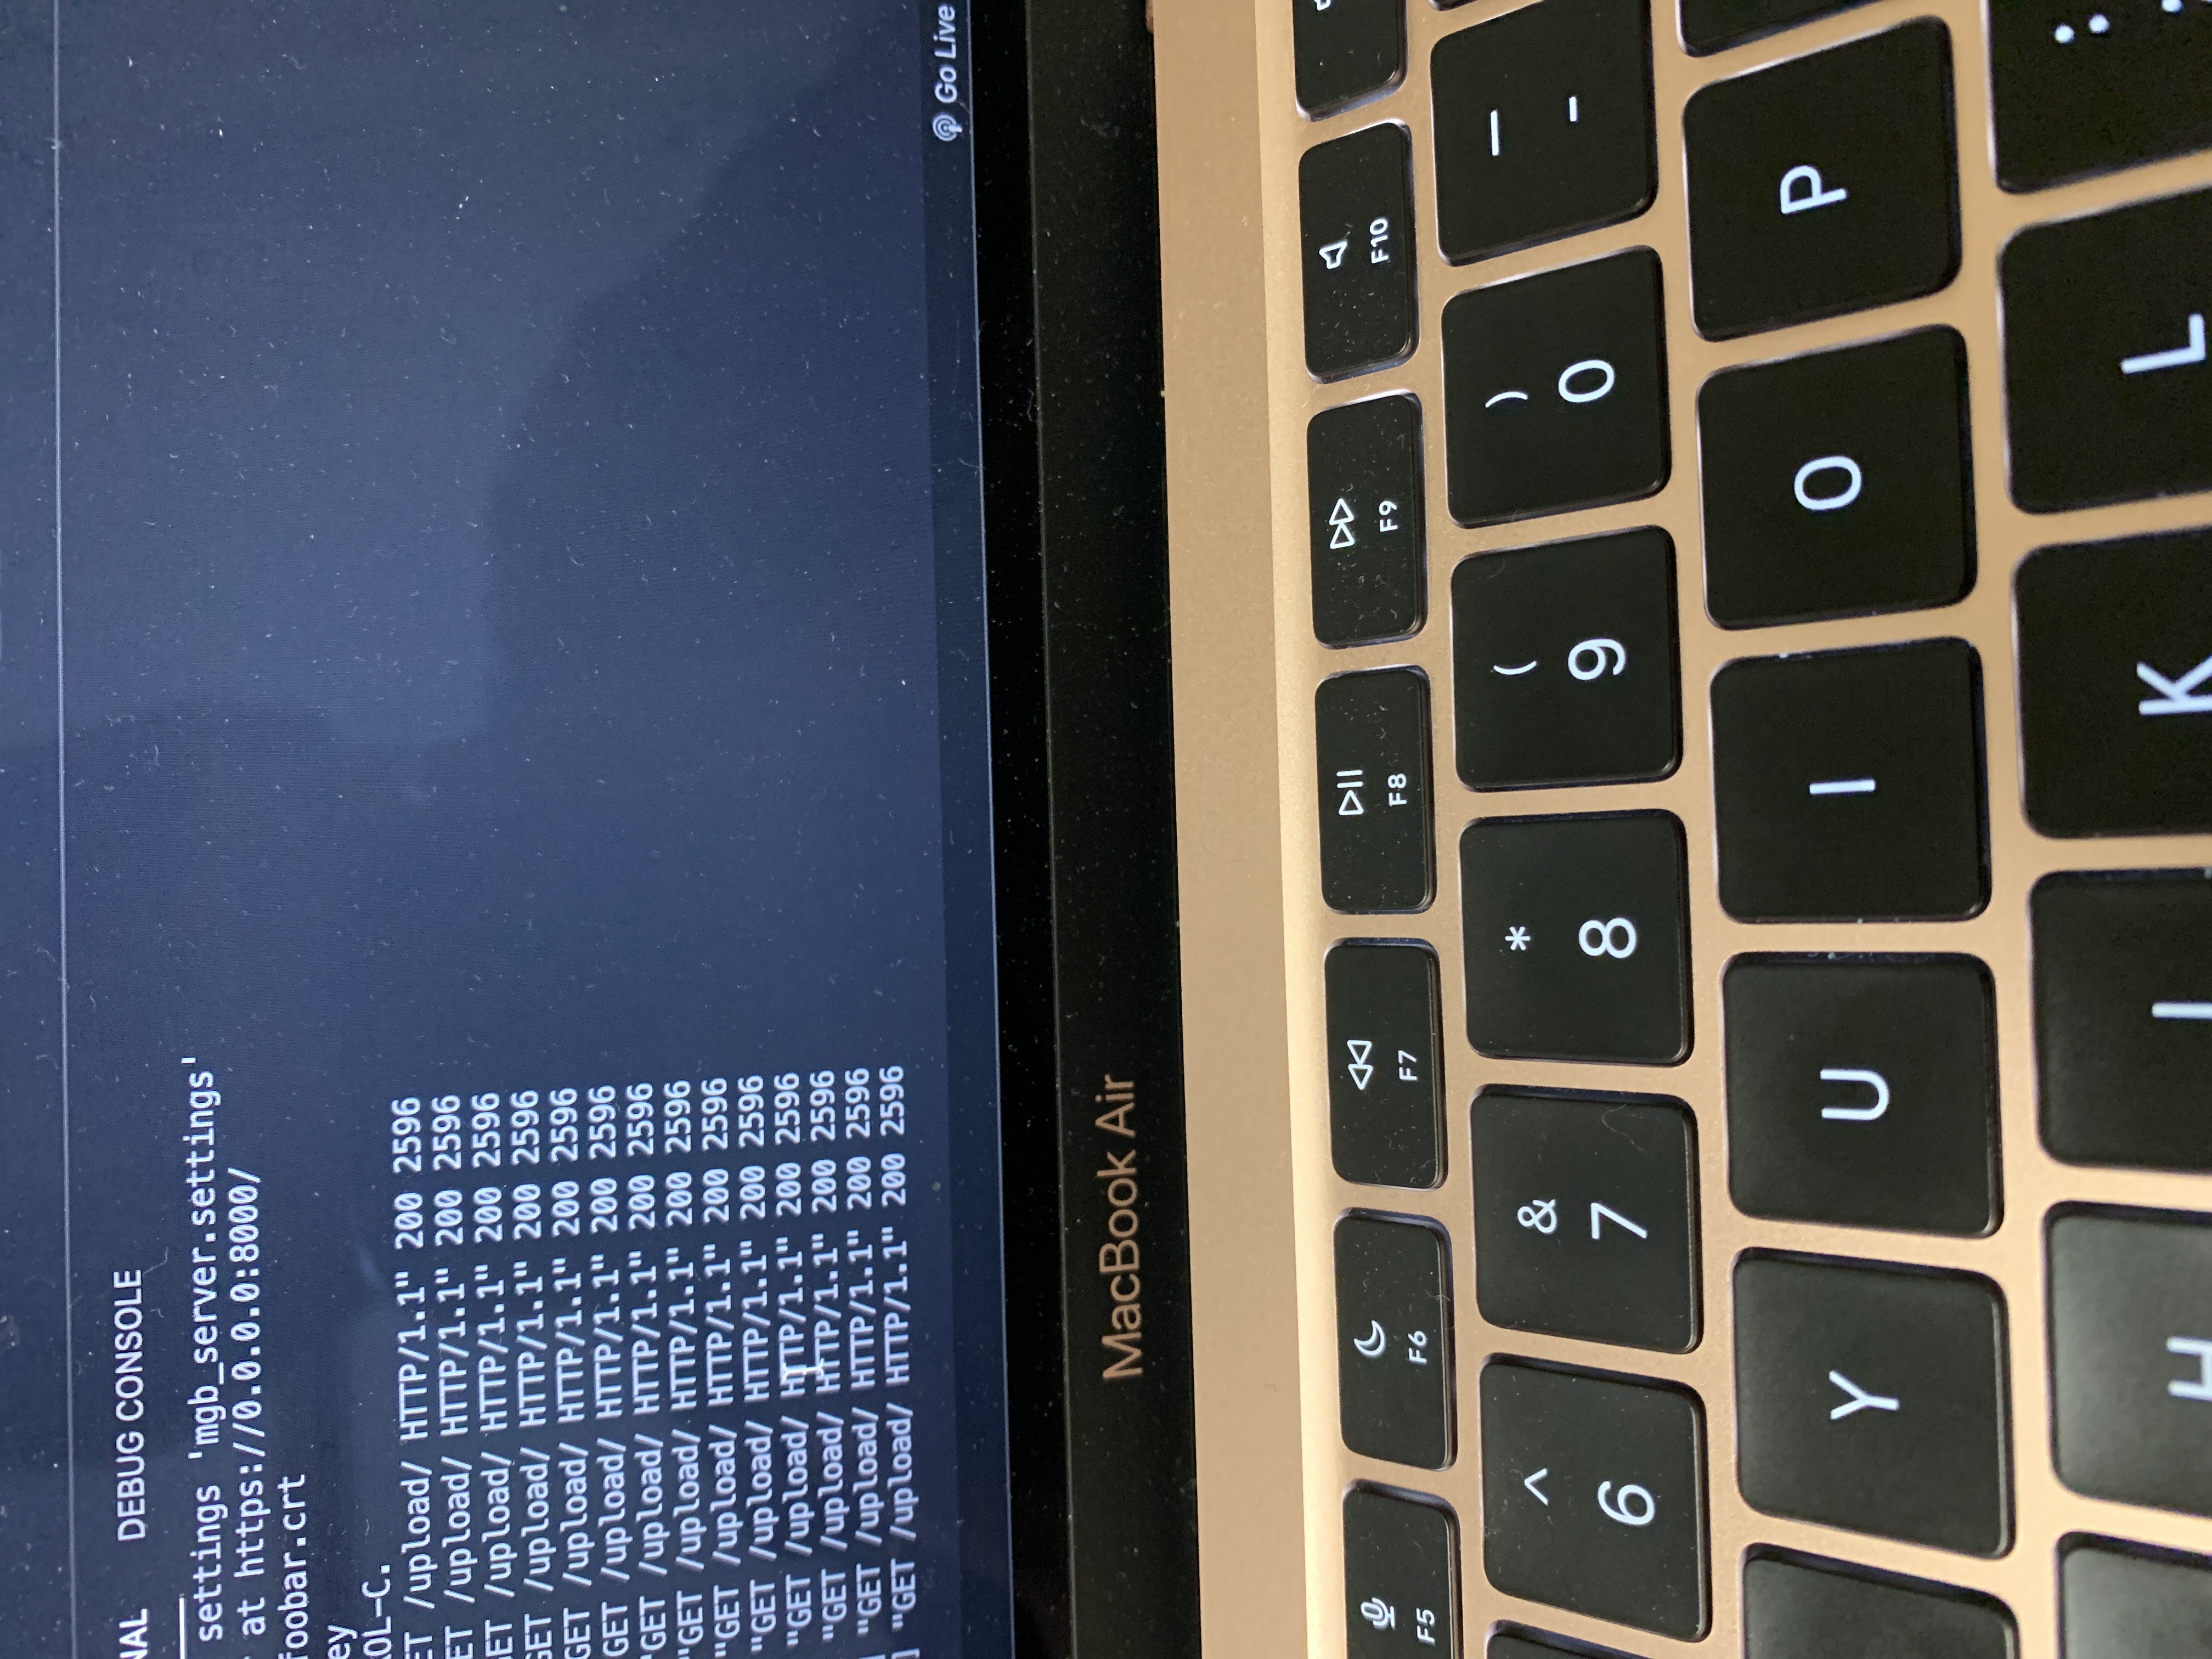 NAL DEBUG CONSOLE
settings 'mgb_server.settings'
at https://0.0.0.0:8000/
foobar.crt
ey
OL-C.
ET /upload/ HTTP/1.1" 200 2596
ET /upload/ HTTP/1.1" 200 2596
GET /upload/ HTTP/1.1" 200 2596
GET /upload/ HTTP/1.1" 200 2596
GET /upload/ HTTP/1.1" 200 2596
GET /upload/ HTTP/1.1" 200 2596
"GET /upload/ HTTP/1.1" 200 2596
"GET /upload/ HTTP/1.1" 200 2596
"GET /upload/ HTTP/1.1" 200 2596
"GET /upload/ HTTP/1.1" 200 2596
"GET /upload/ HTTP/1.1" 200 2596
"GET /upload/ HTTP/1.1" 200 2596
] "GET /upload/ HTTP/1.1" 200 2596
] "GET /upload/ HTTP/1.1" 200 2596
Go Live
MacBook Air
F5 F6 F7 F8 F9 F10
^ & * ( ) —
6 7 8 9 0 -
Y U I O P
H J K L